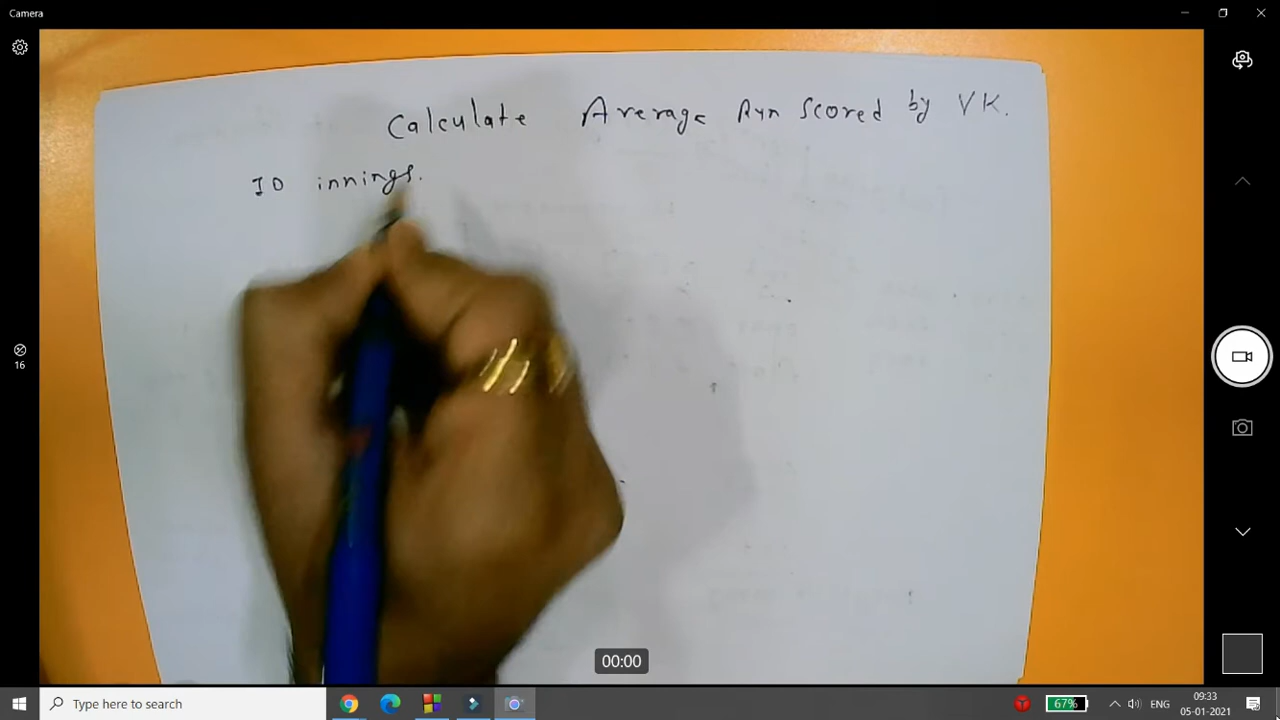 Camera
Calculate Average Run Scored by VK.
10 innings.
16
00:00
Type here to search
67%
ENG
09:33
05-01-2021